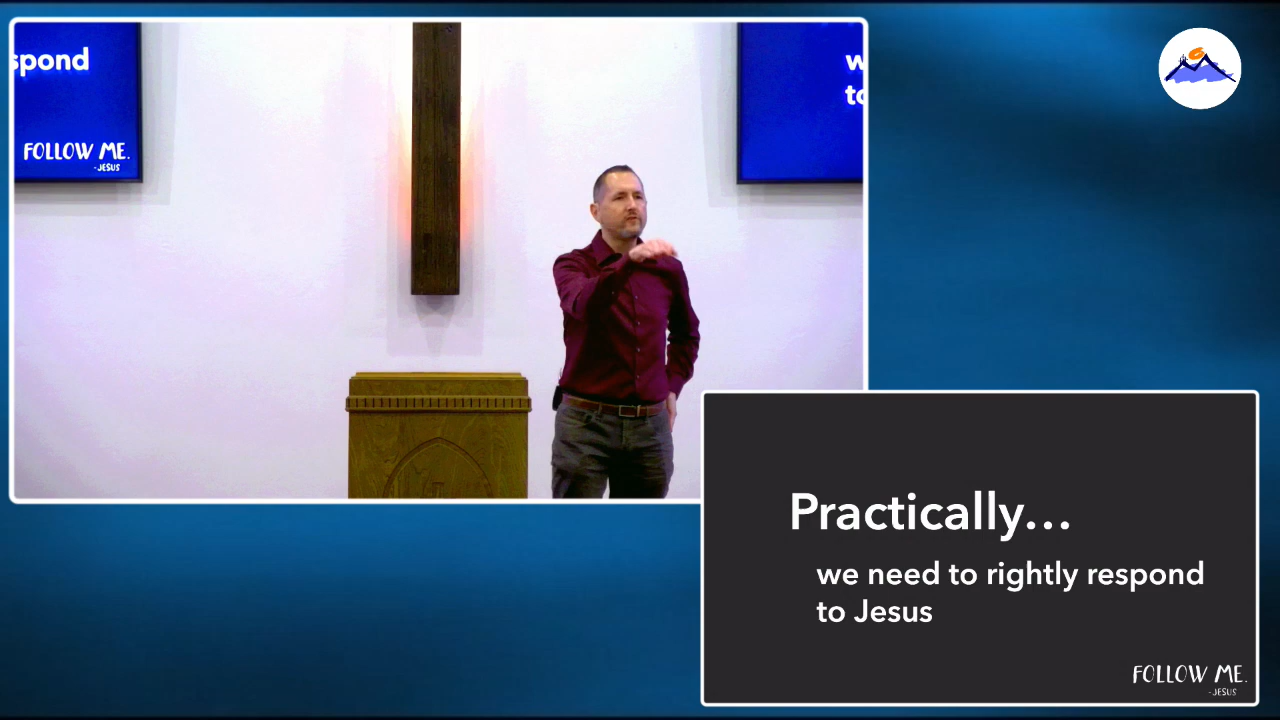 spond
FOLLOW ME.
-JESUS
Practically...
we need to rightly respond
to Jesus
FOLLOW ME.
-JESUS